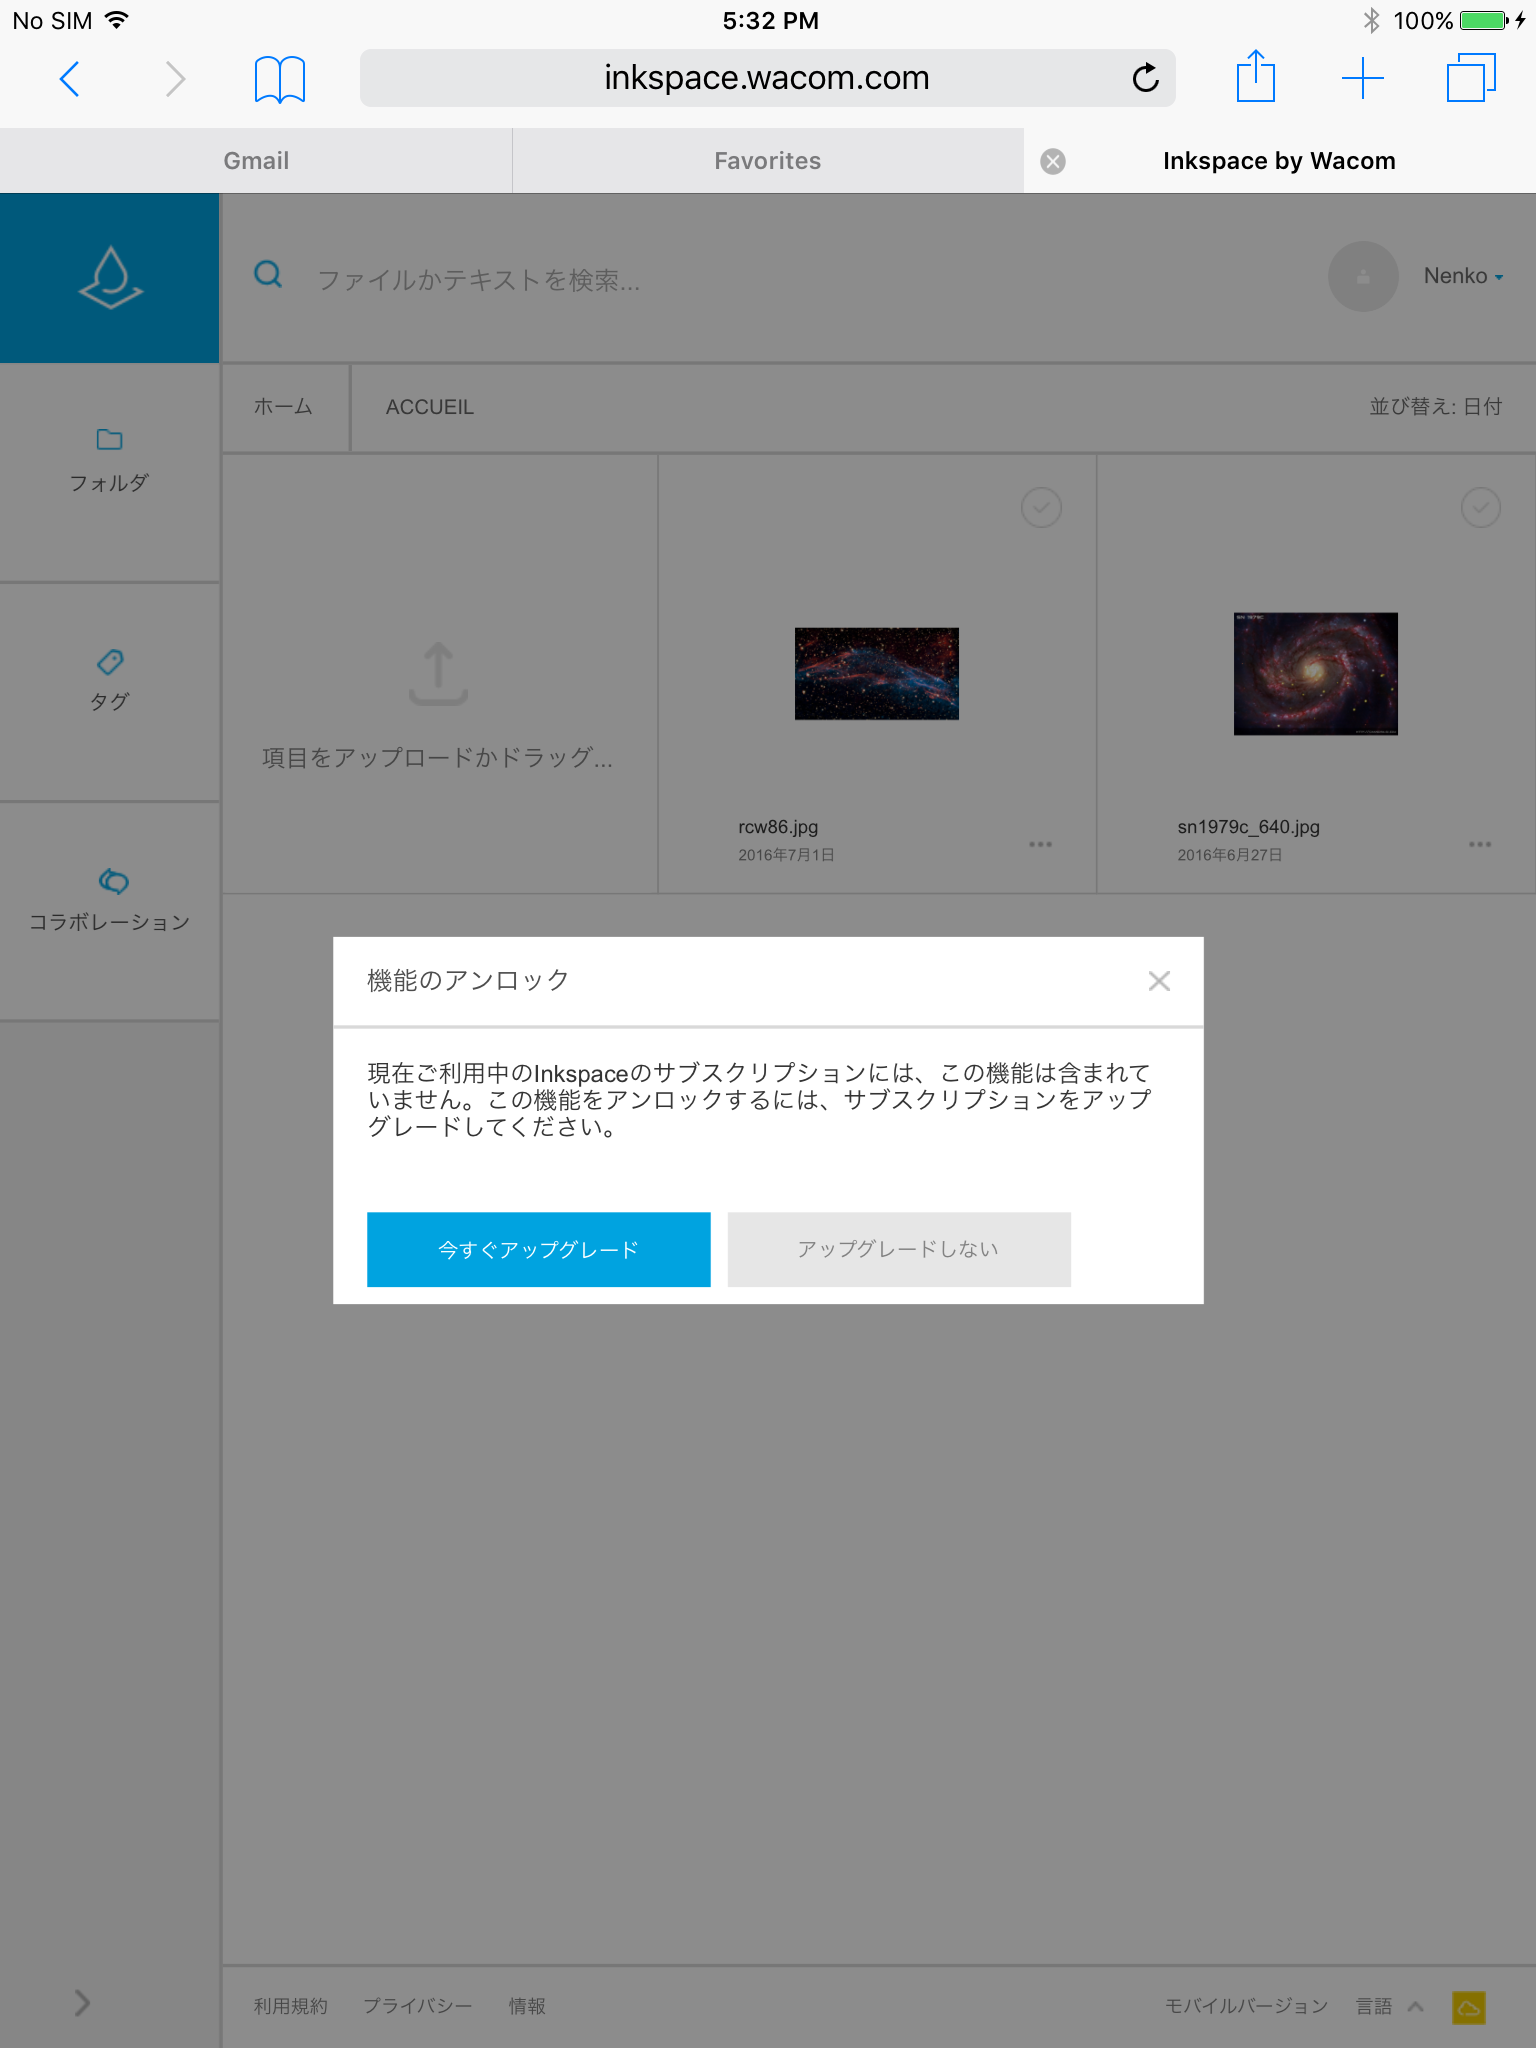 No SIM 5:32 PM 100%
inkspace.wacom.com
Gmail Favorites Inkspace by Wacom
ファイルかテキストを検索... Nenko
ホーム ACCUEIL 並び替え: 日付
フォルダ
タグ
項目をアップロードかドラッグ...
SN 1979C
rcw86.jpg sn1979c_640.jpg
2016年7月1日 2016年6月27日
コラボレーション
機能のアンロック
現在ご利用中のInkspaceのサブスクリプションには、この機能は含まれて
いません。この機能をアンロックするには、サブスクリプションをアップ
グレードしてください。
今すぐアップグレード アップグレードしない
利用規約 プライバシー 情報 モバイルバージョン 言語